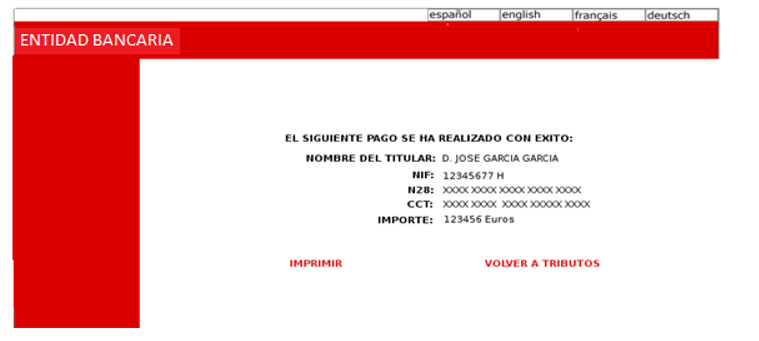 español english français deutsch
ENTIDAD BANCARIA
EL SIGUIENTE PAGO SE HA REALIZADO CON EXITO:
NOMBRE DEL TITULAR: D. JOSE GARCIA GARCIA
NIF: 12345677 H
N28: XXXX XXXX XXXX XXXX XXXX
CCT: XXXX XXXX XXXX XXXXX XXXX
IMPORTE: 123456 Euros
IMPRIMIR VOLVER A TRIBUTOS